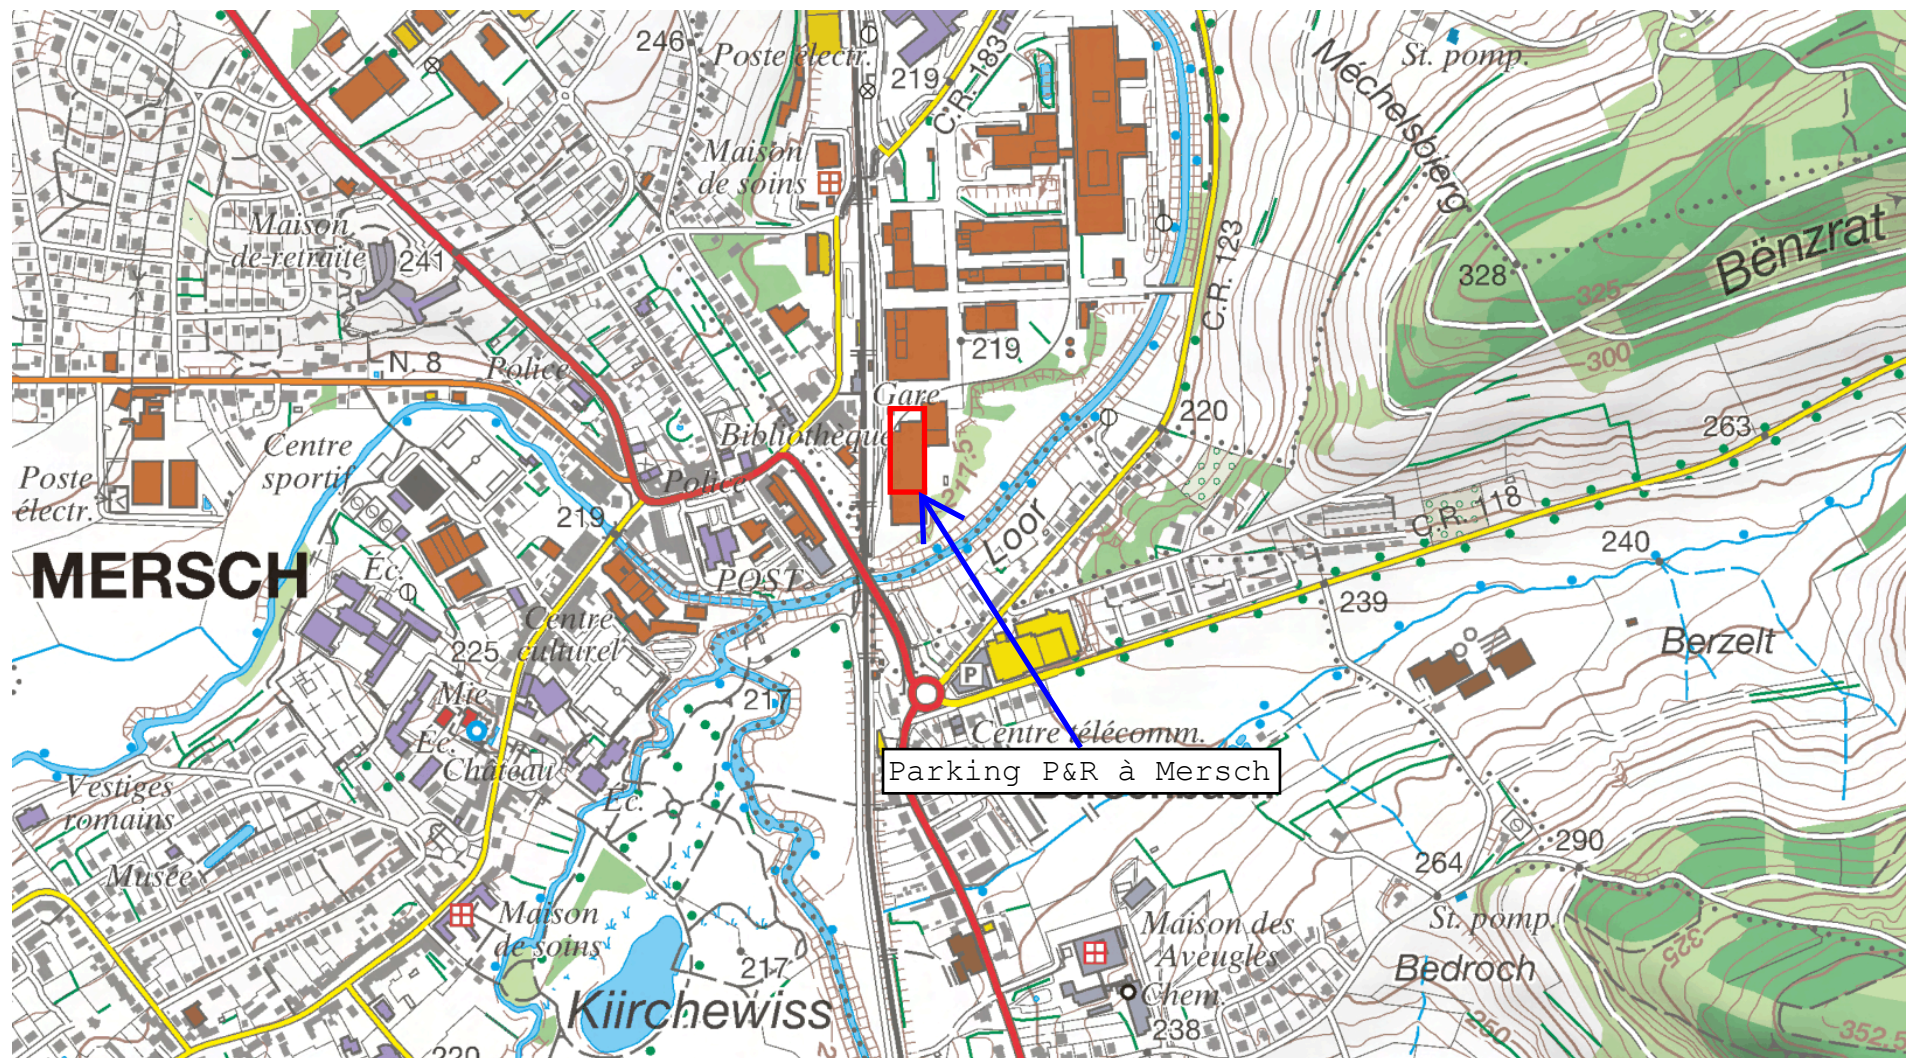 246
Poste électr.
219
C.R. 183
Méchelsbierg
St. pomp.
Maison
de soins
Maison
de retraite
241
C.R. 123
328
Bënzrat
325
300
N. 8
Police
219
Gare
220
263
Bibliothèque
Centre
sportif
Poste
électr.
Police
217.5
219
Loor
C.R. 118
240
MERSCH
Éc.
POST
239
Centre
culturel
225
Berzelt
P
217
Mie
Éc.
Château
Centre télécomm.
Parking P&R à Mersch
Éc.
Vestiges
romains
Musée
290
264
St. pomp.
Maison
de soins
Maison des
Aveugles
325
217
Bedroch
Chem.
Kiirchewiss
238
250
352.5
220